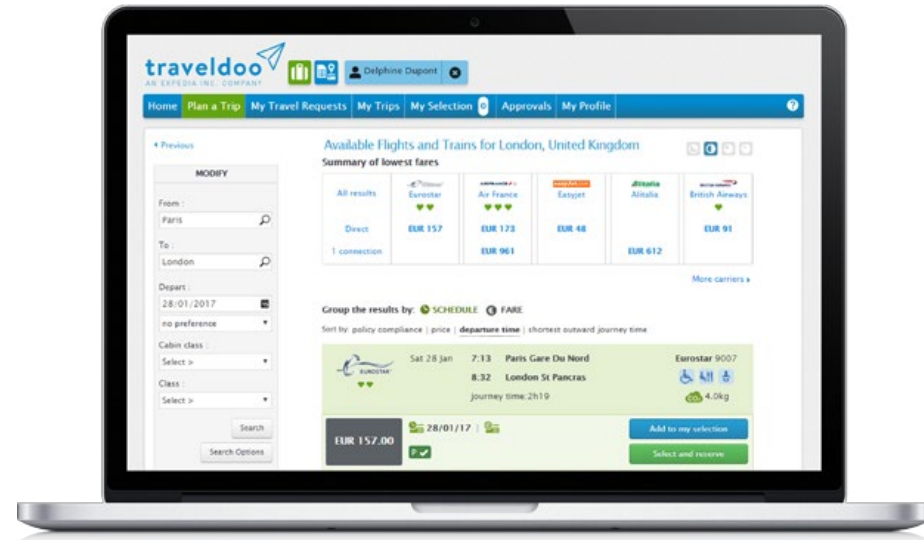 traveldoo
AN EXPEDIA INC. COMPANY
Delphine Dupont
Home Plan a Trip My Travel Requests My Trips My Selection 0 Approvals My Profile ?
Previous
MODIFY
From :
Paris
To :
London
Depart :
28/01/2017
no preference
Cabin class :
Select >
Class :
Select >
Search
Search Options
Available Flights and Trains for London, United Kingdom
Summary of lowest fares
All results Eurostar Air France Easyjet Alitalia British Airways
Direct EUR 157 EUR 173 EUR 48 EUR 91
1 connection EUR 961 EUR 612
More carriers
Group the results by: SCHEDULE FARE
Sort by: policy compliance | price | departure time | shortest outward journey time
EUROSTAR
Sat 28 Jan 7:13 Paris Gare Du Nord Eurostar 9007
8:32 London St Pancras
journey time:2h19 4.0kg
EUR 157.00
28/01/17 |
P
Add to my selection
Select and reserve